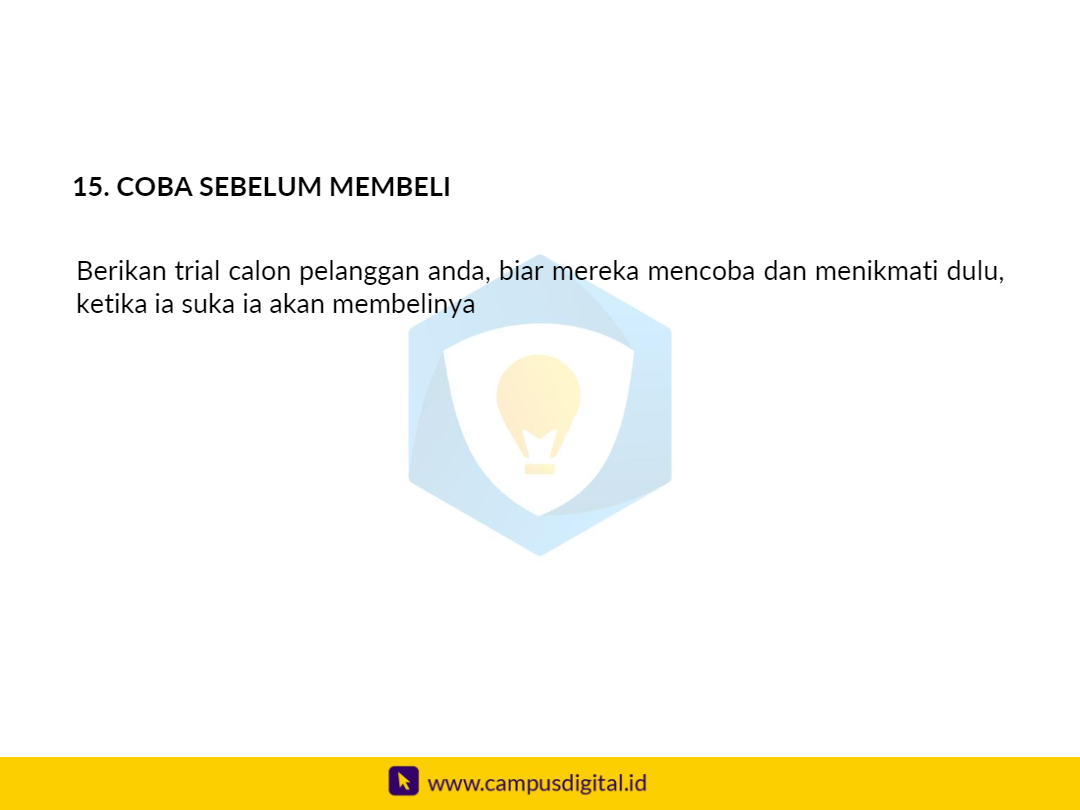 15. COBA SEBELUM MEMBELI
Berikan trial calon pelanggan anda, biar mereka mencoba dan menikmati dulu,
ketika ia suka ia akan membelinya
www.campusdigital.id